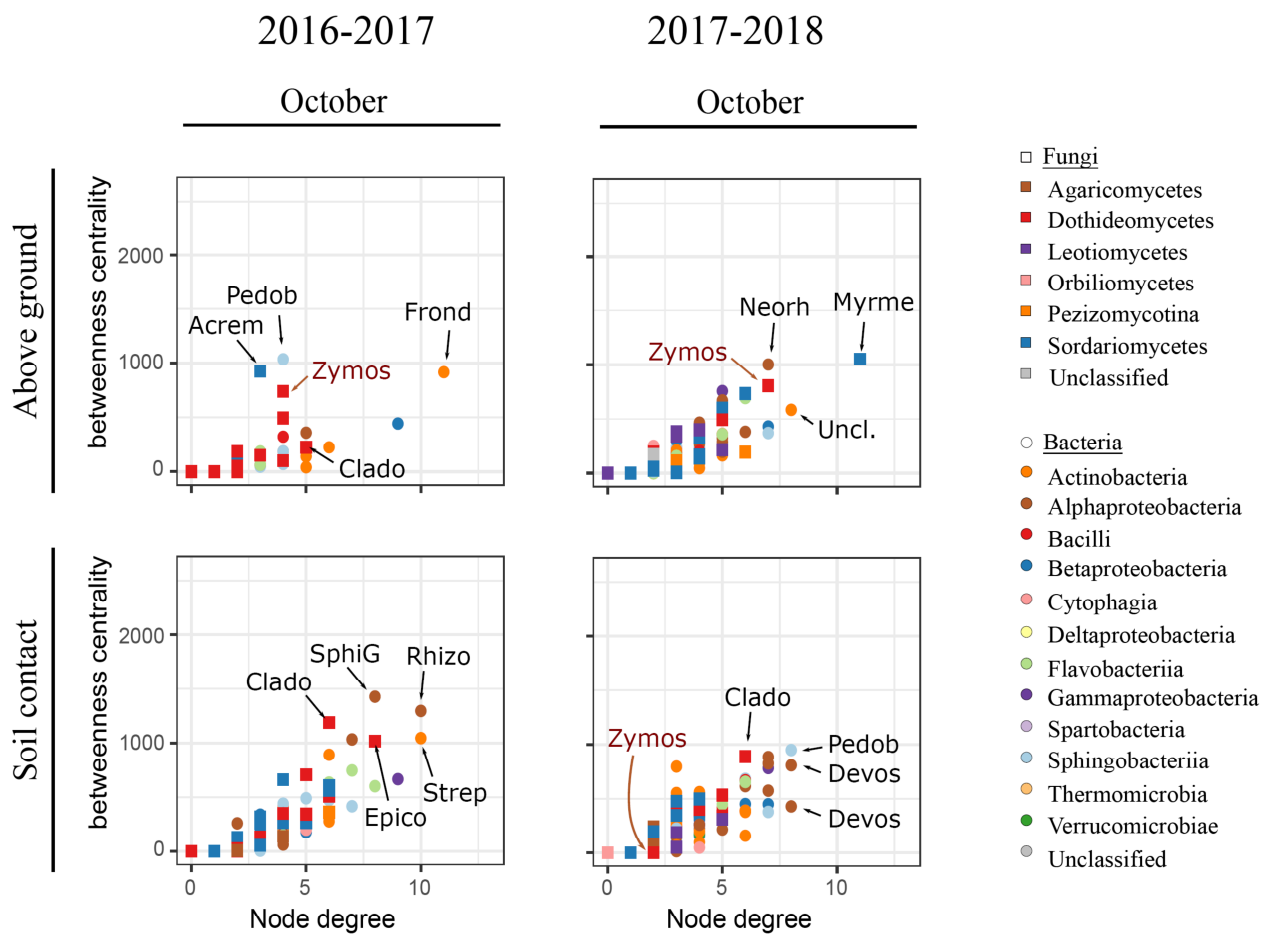 2016-2017
2017-2018
October
October
Above ground
betweenness centrality
2000
1000
0
Pedob
Acrem
Frond
Zymos
Clado
Neorh
Myrme
Zymos
Uncl.
Soil contact
betweennness centrality
2000
1000
0
SphiG
Rhizo
Clado
Strep
Epico
Clado
Zymos
Pedob
Devos
Devos
0
5
10
Node degree
0
5
10
Node degree
Fungi
Agaricomycetes
Dothideomycetes
Leotiomycetes
Orbiliomycetes
Pezizomycotina
Sordariomycetes
Unclassified
Bacteria
Actinobacteria
Alphaproteobacteria
Bacilli
Betaproteobacteria
Cytophagia
Deltaproteobacteria
Flavobacteriia
Gammaproteobacteria
Spartobacteria
Sphingobacteriia
Thermomicrobia
Verrucomicrobiae
Unclassified